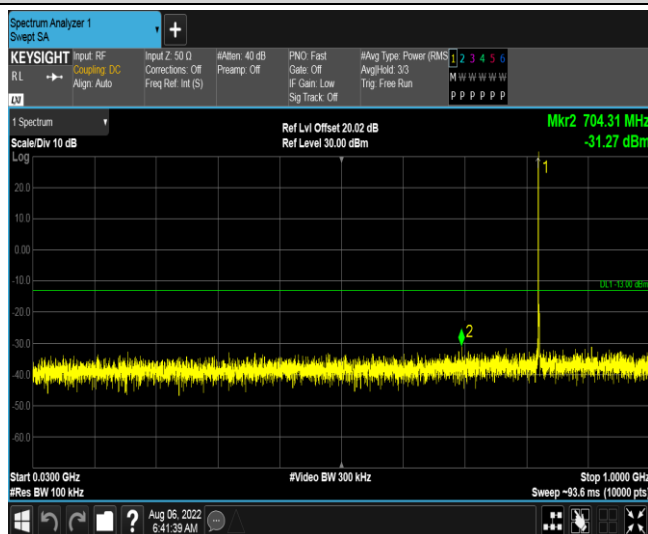 Spectrum Analyzer 1
Swept SA
+
KEYSIGHT
RL
LXI
Input: RF
Coupling: DC
Align: Auto
Input Z: 50 Ω
Corrections: Off
Freq Ref: Int (S)
#Atten: 40 dB
Preamp: Off
PNO: Fast
Gate: Off
IF Gain: Low
Sig Track: Off
#Avg Type: Power (RMS
Avg|Hold: 3/3
Trig: Free Run
1 2 3 4 5 6
M W W W W W
P P P P P P
1 Spectrum
Scale/Div 10 dB
Ref Lvl Offset 20.02 dB
Ref Level 30.00 dBm
Mkr2 704.31 MHz
-31.27 dBm
Log
1
20.0
10.0
0.00
-10.0
DL1 -13.00 dBm
-20.0
2
-30.0
-40.0
-50.0
-60.0
Start 0.0300 GHz
#Res BW 100 kHz
#Video BW 300 kHz
Stop 1.0000 GHz
Sweep ~93.6 ms (10000 pts)
?
Aug 06, 2022
6:41:39 AM